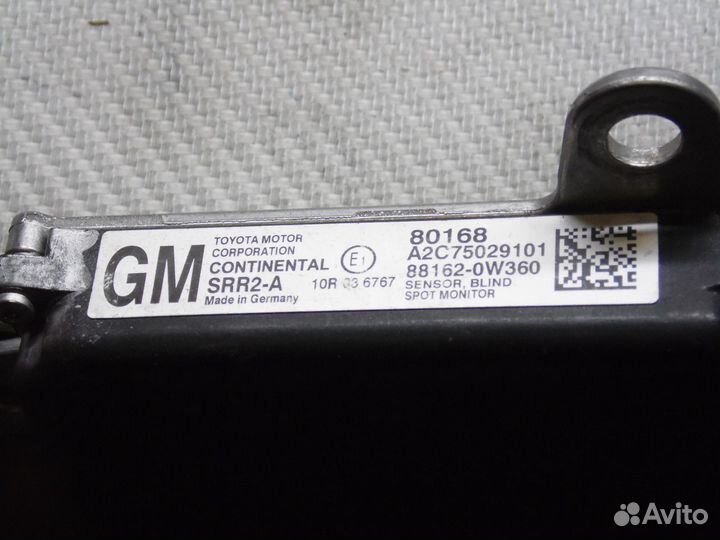 GM
TOYOTA MOTOR
CORPORATION
CONTINENTAL
SRR2-A
Made in Germany
E1
10R 03 6767
80168
A2C75029101
88162-0W360
SENSOR, BLIND
SPOT MONITOR
Avito